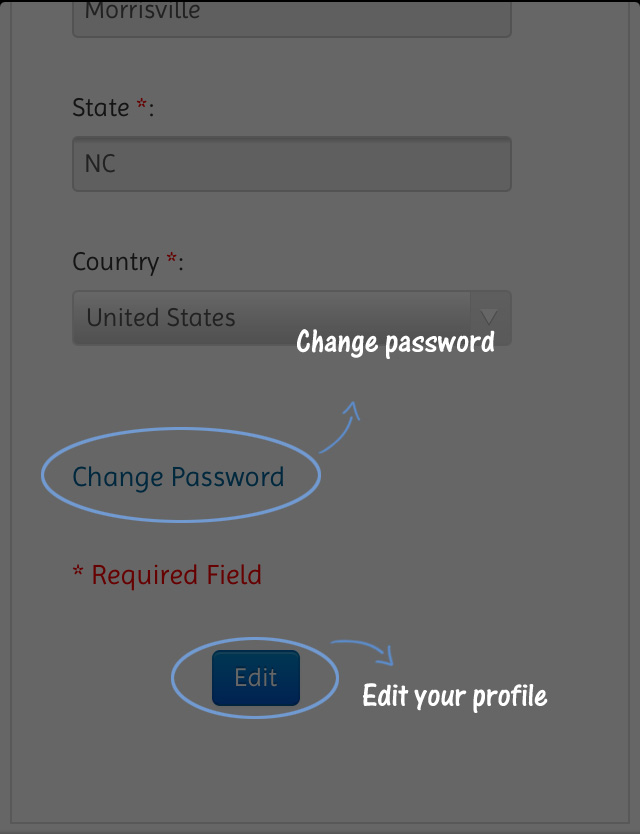 Morrisville
State *:
NC
Country *:
United States
Change password
Change Password
* Required Field
Edit
Edit your profile